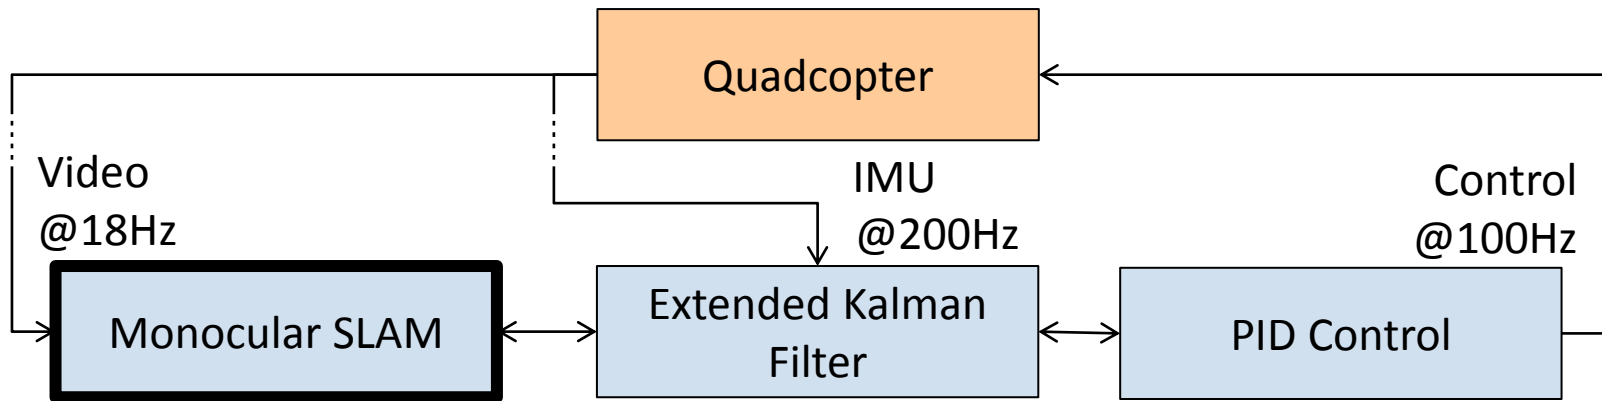 Quadcopter
Video
@18Hz
IMU
@200Hz
Control
@100Hz
Monocular SLAM
Extended Kalman
Filter
PID Control